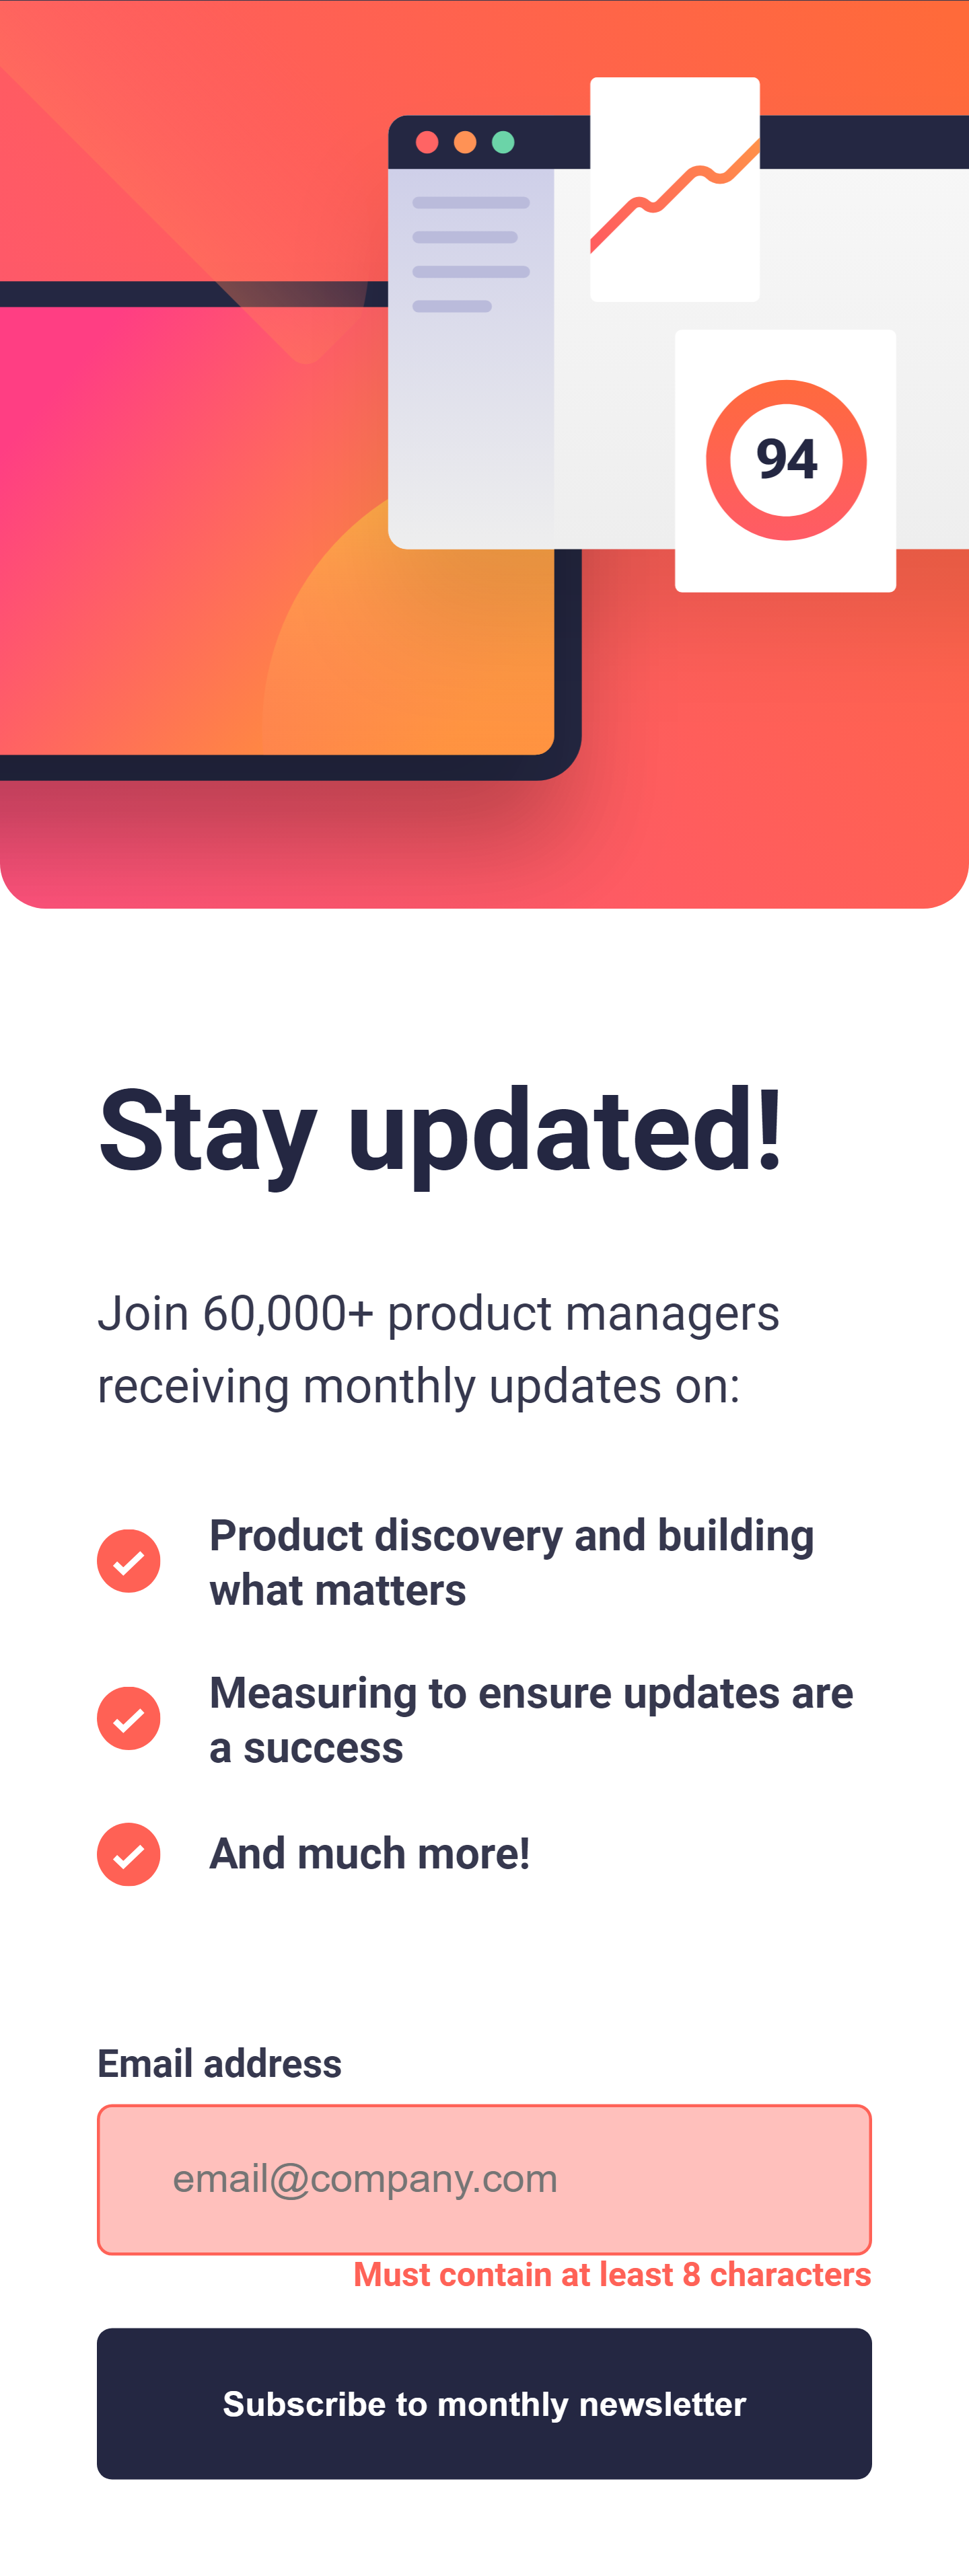 94
Stay updated!
Join 60,000+ product managers
receiving monthly updates on:
Product discovery and building
what matters
Measuring to ensure updates are
a success
And much more!
Email address
email@company.com
Must contain at least 8 characters
Subscribe to monthly newsletter